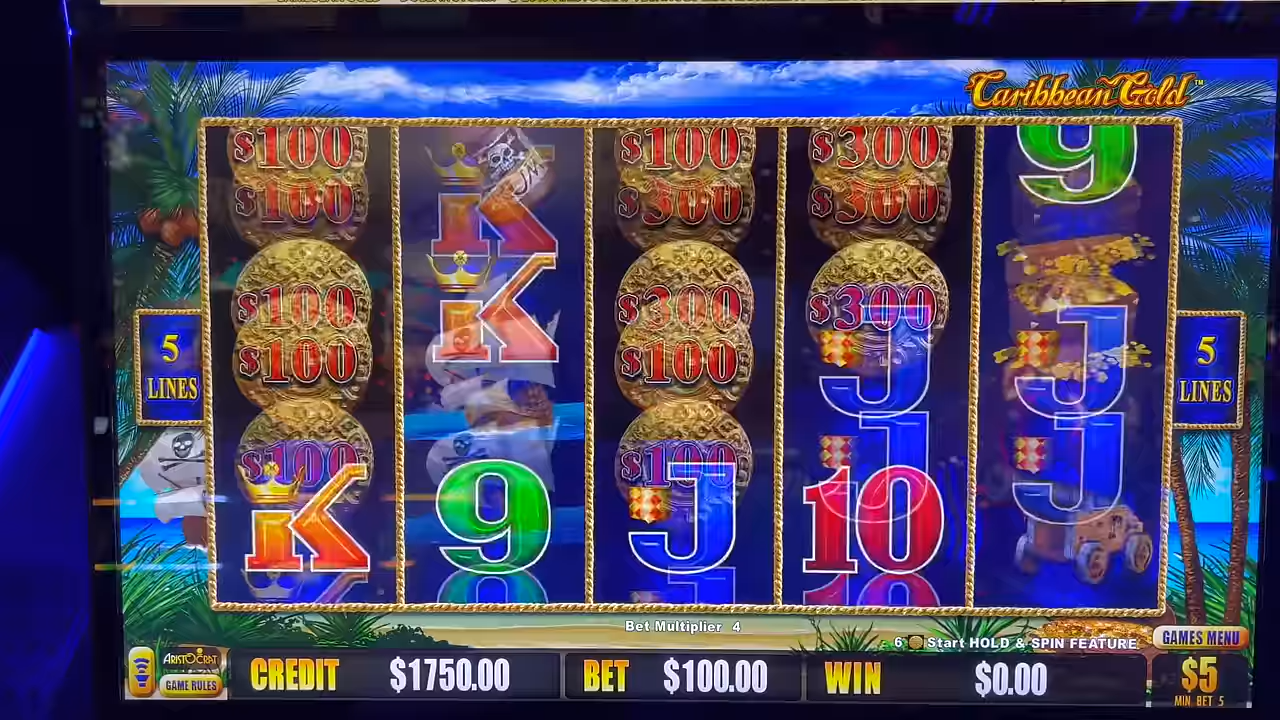 Caribbean Gold™
$100 $100 $300 9
$100 K $300 $300
$100 K $300 $300
$100 $100 J J
$100 $100 J J
K 9 J 10
5 LINES
5 LINES
Bet Multiplier 4
6 Start HOLD & SPIN FEATURE
GAMES MENU
ARISTOCRAT
GAME RULES
CREDIT $1750.00
BET $100.00
WIN $0.00
$5
MIN BET 5